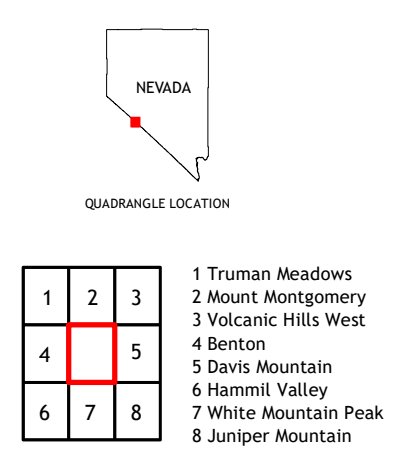 NEVADA
QUADRANGLE LOCATION
1 2 3
4 5
6 7 8
1 Truman Meadows
2 Mount Montgomery
3 Volcanic Hills West
4 Benton
5 Davis Mountain
6 Hammil Valley
7 White Mountain Peak
8 Juniper Mountain